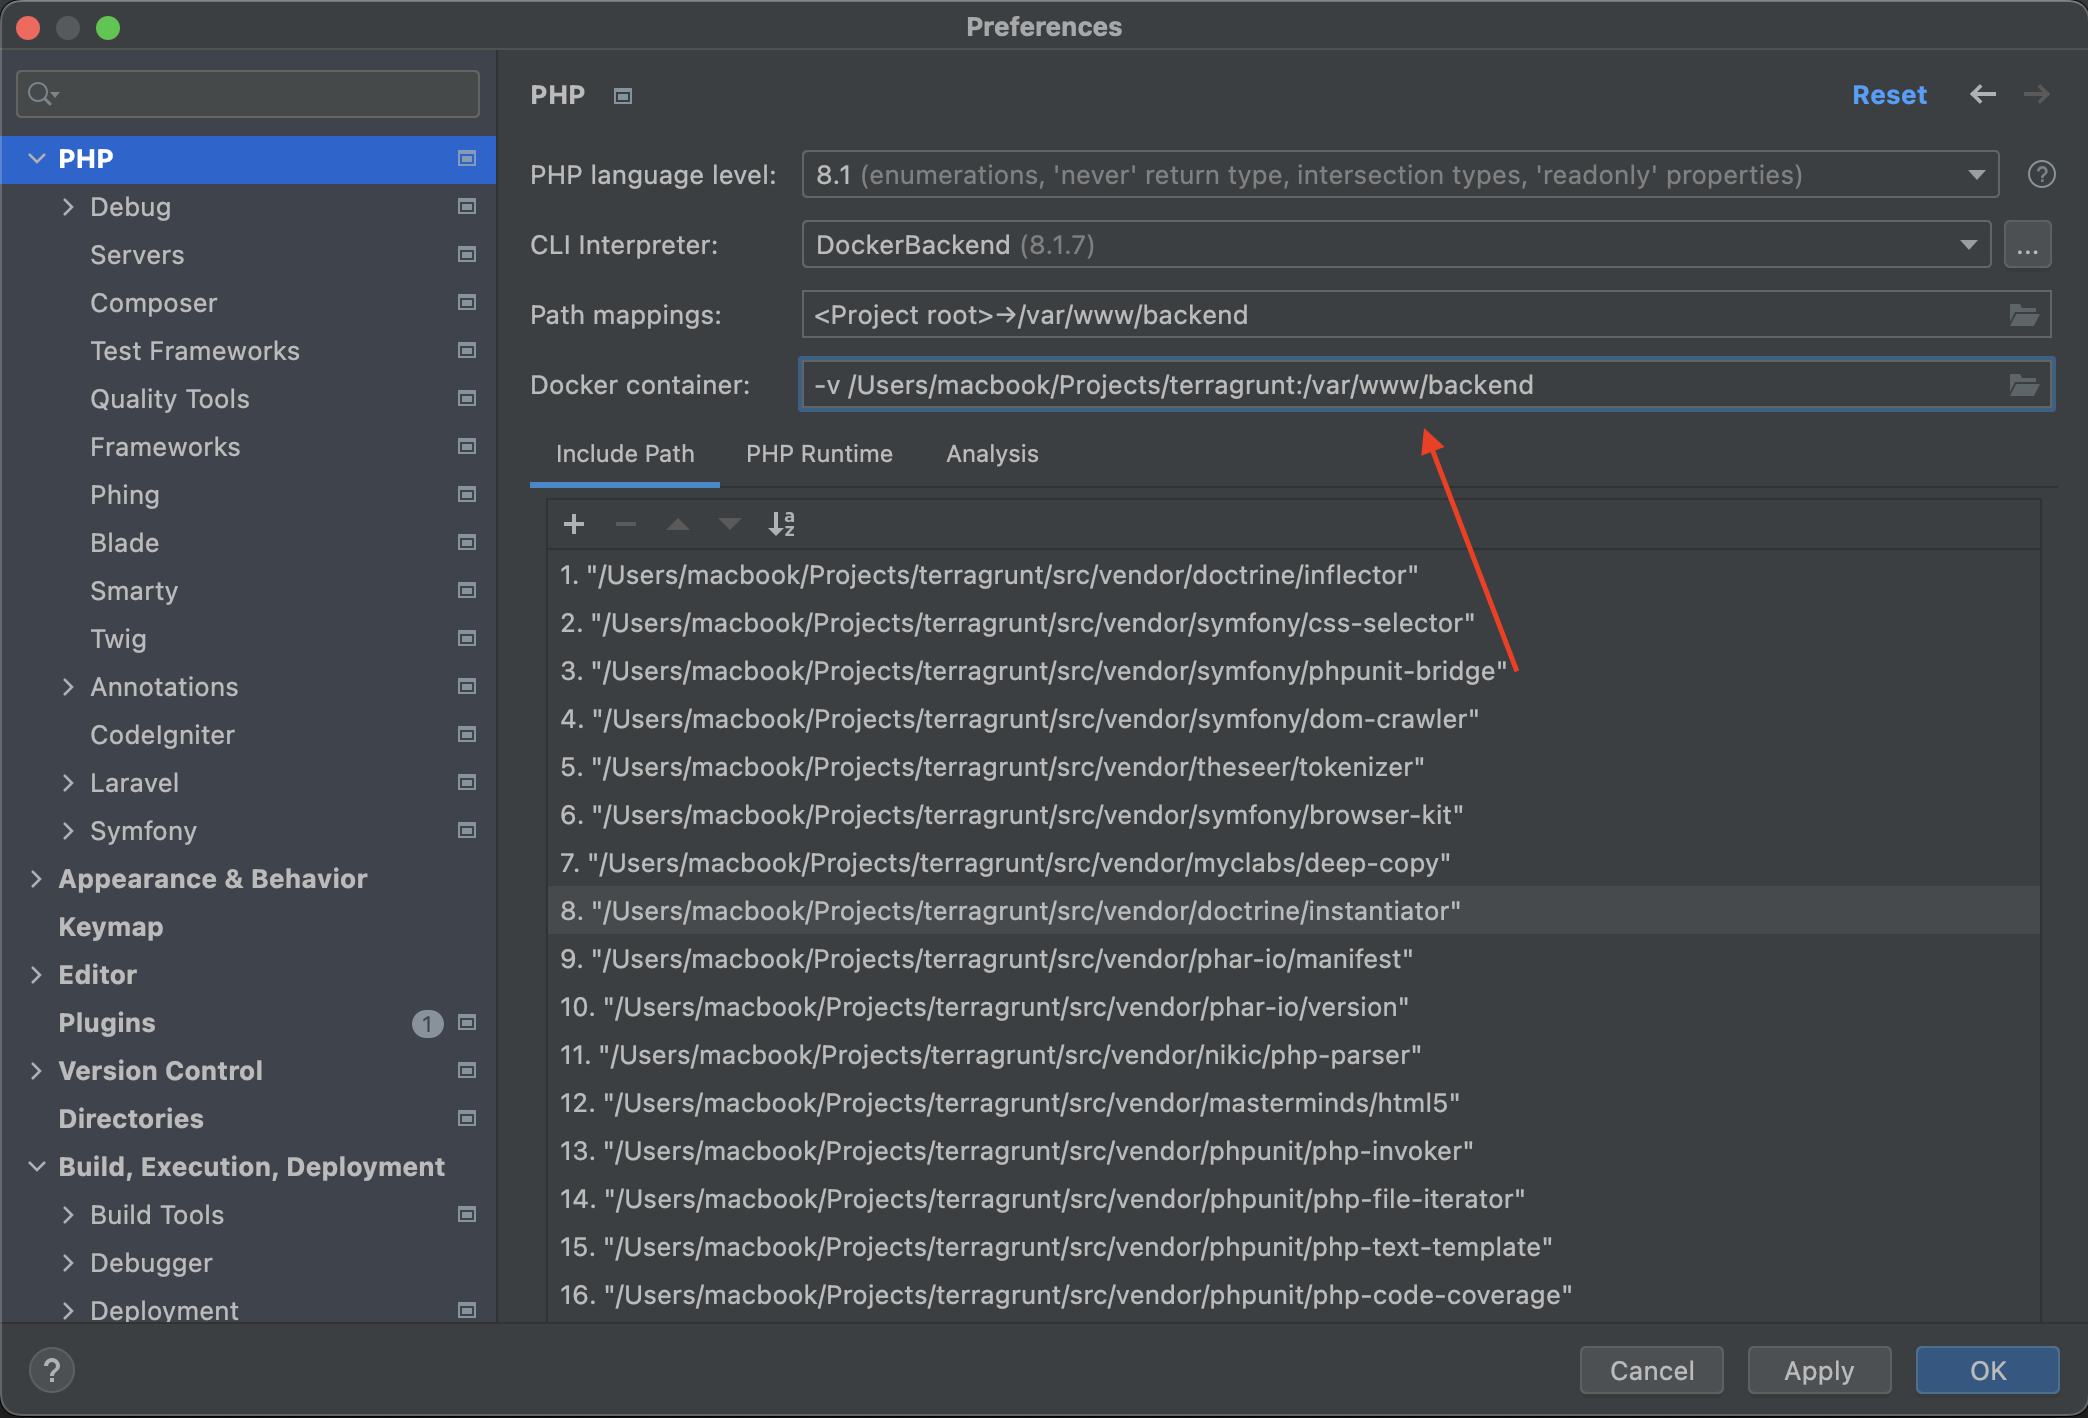 Preferences
PHP
Debug
Servers
Composer
Test Frameworks
Quality Tools
Frameworks
Phing
Blade
Smarty
Twig
Annotations
CodeIgniter
Laravel
Symfony
Appearance & Behavior
Keymap
Editor
Plugins 1
Version Control
Directories
Build, Execution, Deployment
Build Tools
Debugger
Deployment
?
PHP
Reset
PHP language level: 8.1 (enumerations, 'never' return type, intersection types, 'readonly' properties) ?
CLI Interpreter: DockerBackend (8.1.7) ...
Path mappings: <Project root>→/var/www/backend
Docker container: -v /Users/macbook/Projects/terragrunt:/var/www/backend
Include Path PHP Runtime Analysis
1. "/Users/macbook/Projects/terragrunt/src/vendor/doctrine/inflector"
2. "/Users/macbook/Projects/terragrunt/src/vendor/symfony/css-selector"
3. "/Users/macbook/Projects/terragrunt/src/vendor/symfony/phpunit-bridge"
4. "/Users/macbook/Projects/terragrunt/src/vendor/symfony/dom-crawler"
5. "/Users/macbook/Projects/terragrunt/src/vendor/theseer/tokenizer"
6. "/Users/macbook/Projects/terragrunt/src/vendor/symfony/browser-kit"
7. "/Users/macbook/Projects/terragrunt/src/vendor/myclabs/deep-copy"
8. "/Users/macbook/Projects/terragrunt/src/vendor/doctrine/instantiator"
9. "/Users/macbook/Projects/terragrunt/src/vendor/phar-io/manifest"
10. "/Users/macbook/Projects/terragrunt/src/vendor/phar-io/version"
11. "/Users/macbook/Projects/terragrunt/src/vendor/nikic/php-parser"
12. "/Users/macbook/Projects/terragrunt/src/vendor/masterminds/html5"
13. "/Users/macbook/Projects/terragrunt/src/vendor/phpunit/php-invoker"
14. "/Users/macbook/Projects/terragrunt/src/vendor/phpunit/php-file-iterator"
15. "/Users/macbook/Projects/terragrunt/src/vendor/phpunit/php-text-template"
16. "/Users/macbook/Projects/terragrunt/src/vendor/phpunit/php-code-coverage"
Cancel Apply OK